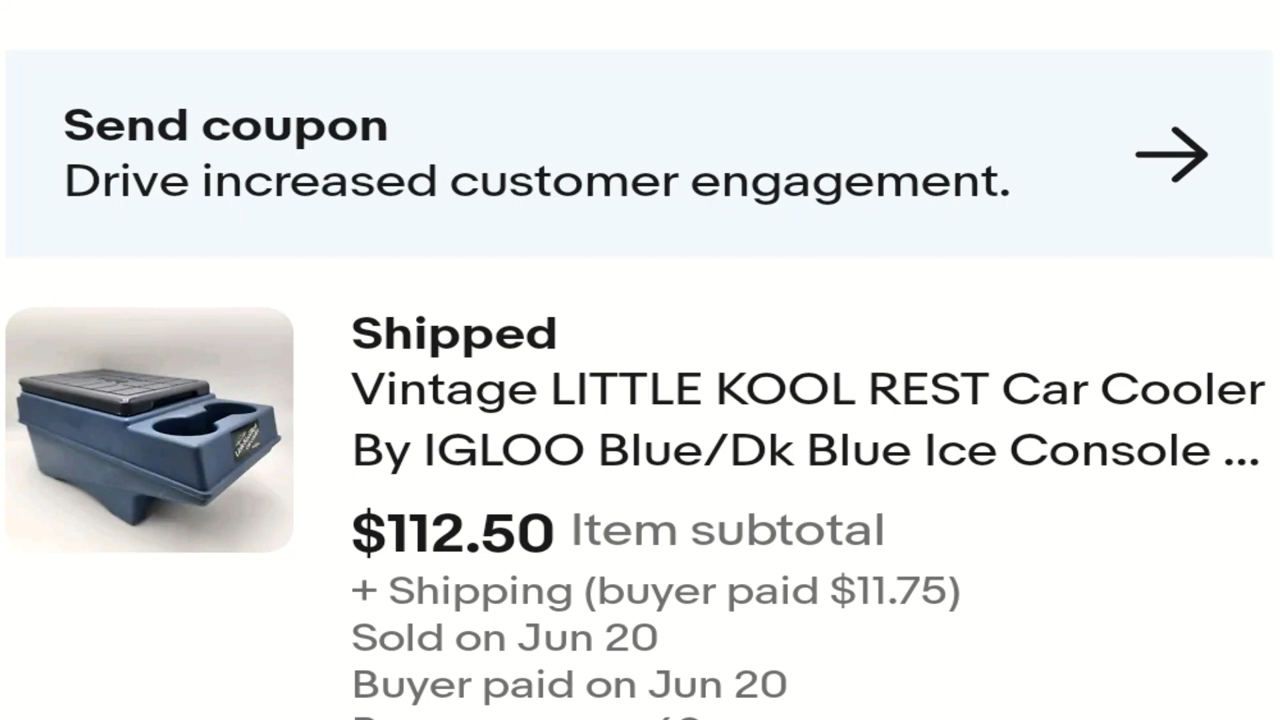 Send coupon
Drive increased customer engagement.
Shipped
Vintage LITTLE KOOL REST Car Cooler
By IGLOO Blue/Dk Blue Ice Console ...
$112.50 Item subtotal
+ Shipping (buyer paid $11.75)
Sold on Jun 20
Buyer paid on Jun 20